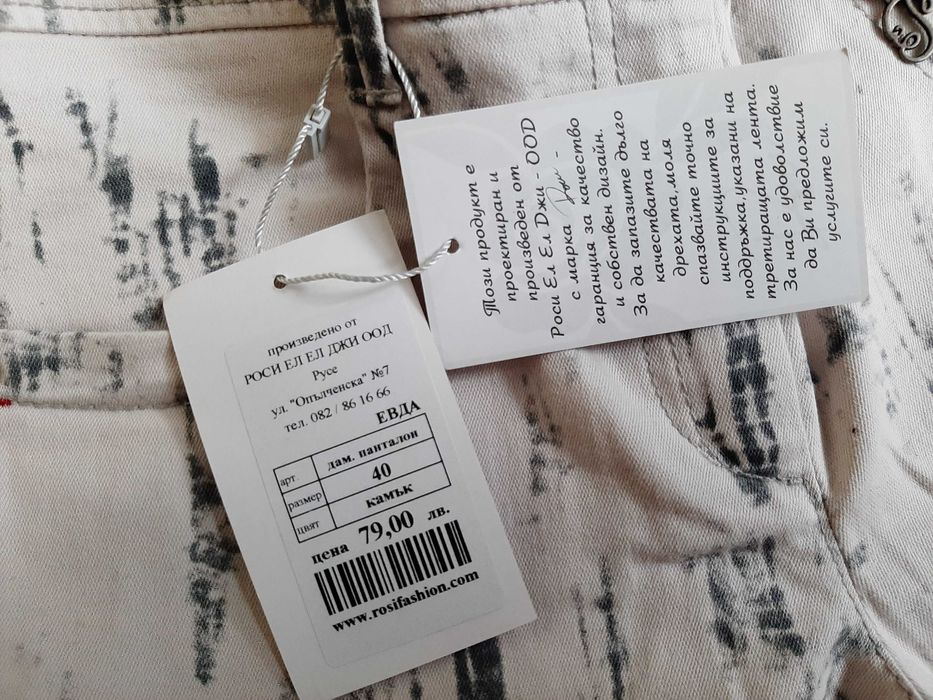 произведено от
РОСИ ЕЛ ЕЛ ДЖИ ООД
Русе
ул. "Опълченска" №7
тел. 082 / 86 16 66
ЕВДА
арт. дам. панталон
размер 40
цвят камък
цена 79,00 лв.
www.rosifashion.com
Този продукт е
проектиран и
произведен от
Роси Ел Ел Джи - ООД
с марка -
гаранция за качество
и собствен дизайн.
За да запазите дълго
качествата на
дрехата,моля
спазвайте точно
инструкциите за
поддръжка,указани на
третиращата лента.
За нас е удоволствие
да Ви предложим
услугите си.